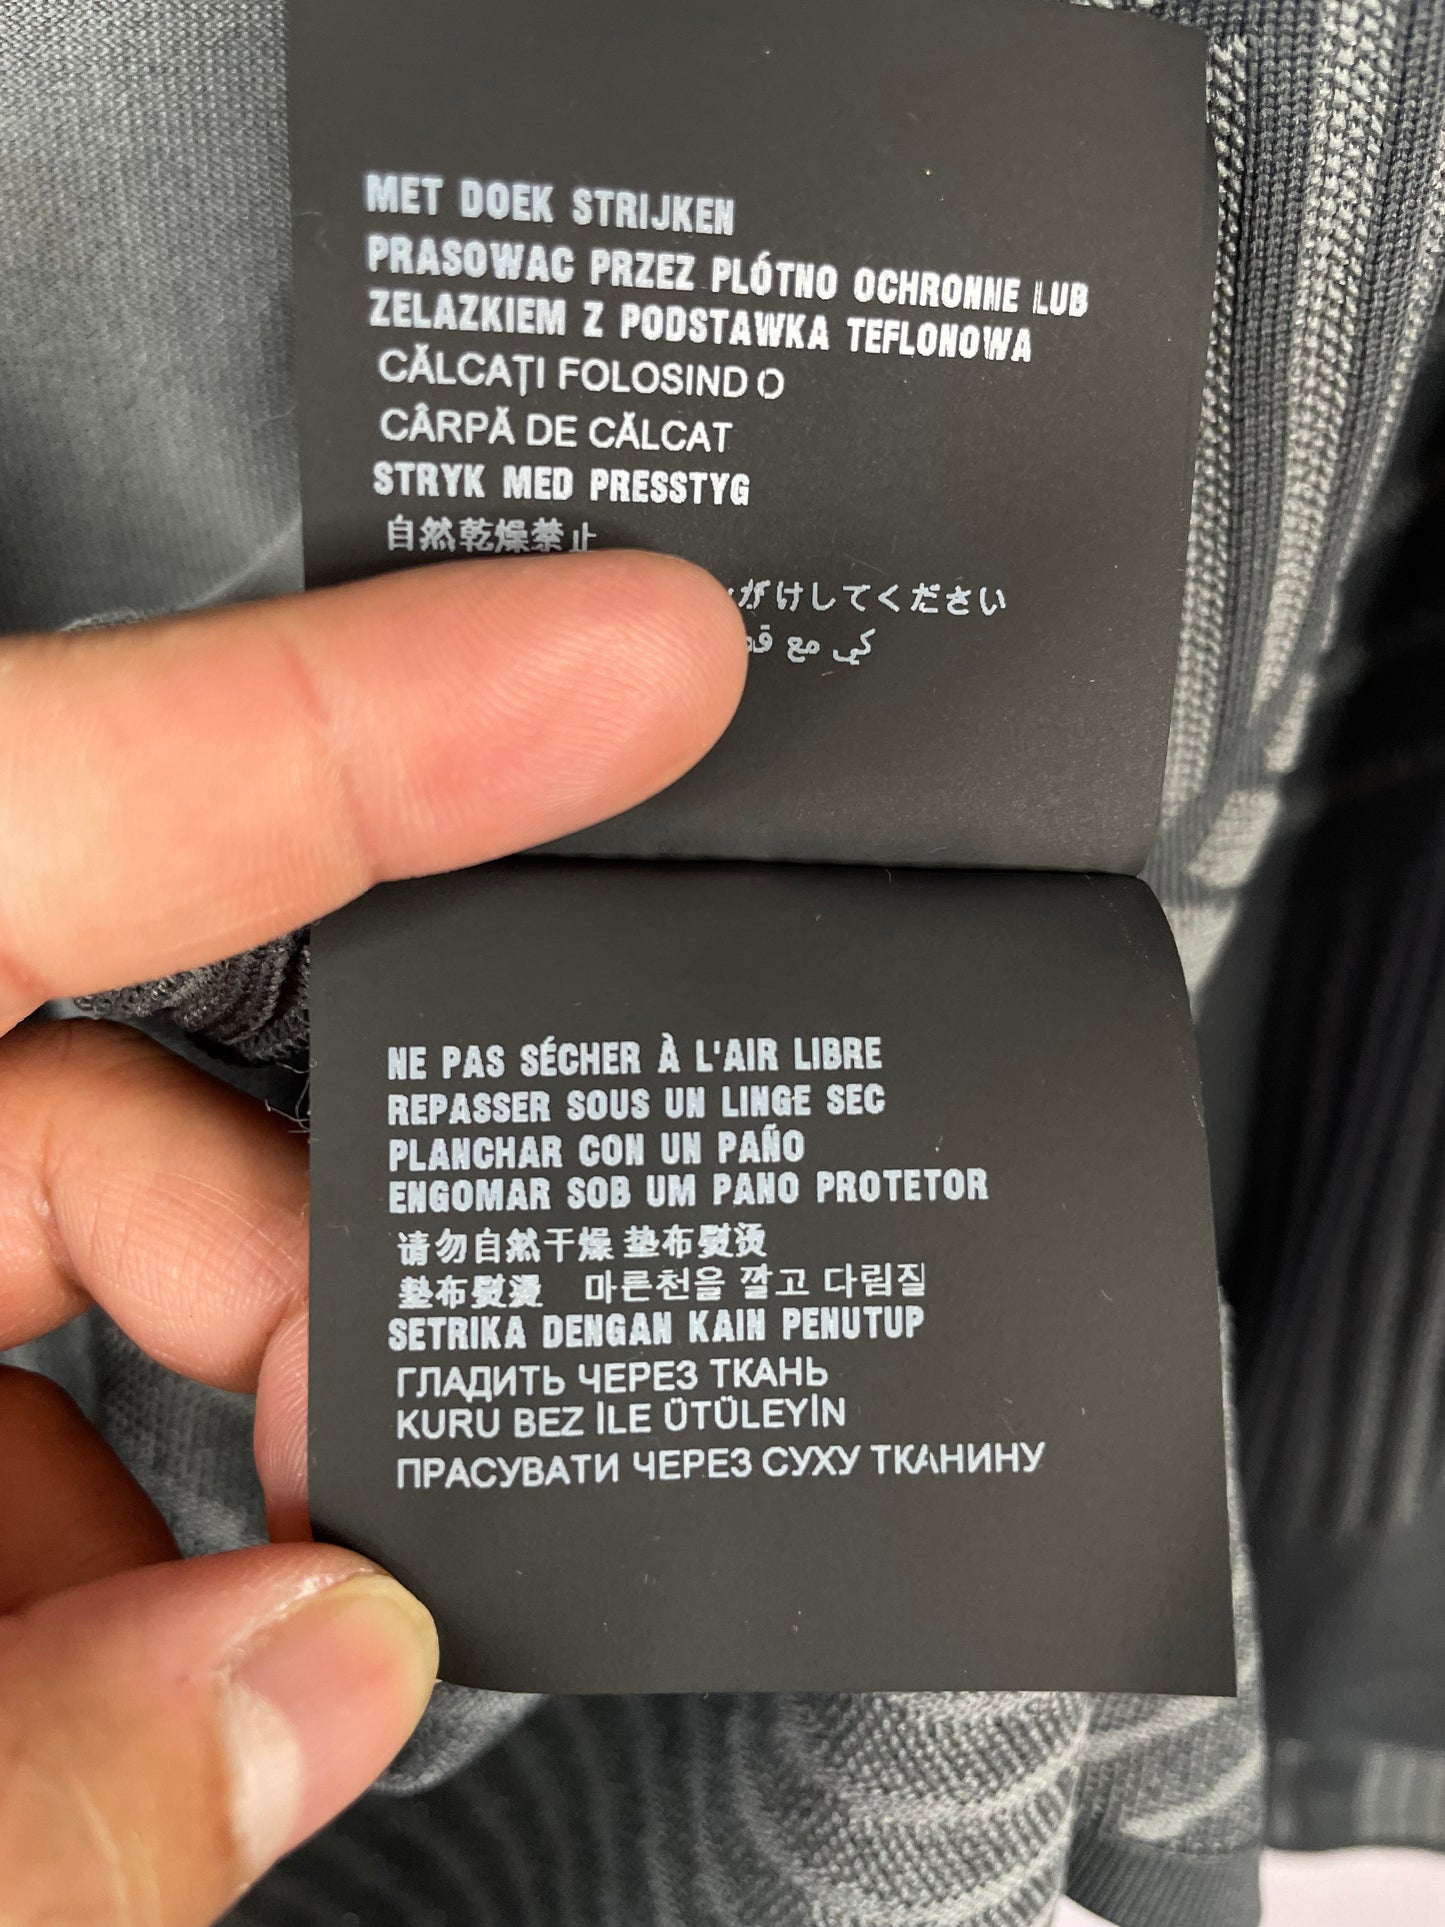 MET DOEK STRIJKEN
PRASOWAC PRZEZ PLÓTNO OCHRONNE LUB
ZELAZKIEM Z PODSTAWKA TEFLONOWA
CĂLCAȚI FOLOSIND O
CÂRPĂ DE CĂLCAT
STRYK MED PRESSTYG
自然乾燥禁止
がけしてください
كي مع
NE PAS SÉCHER À L'AIR LIBRE
REPASSER SOUS UN LINGE SEC
PLANCHAR CON UN PAÑO
ENGOMAR SOB UM PANO PROTETOR
请勿自然干燥 垫布熨烫
墊布熨燙 마른천을 깔고 다림질
SETRIKA DENGAN KAIN PENUTUP
ГЛАДИТЬ ЧЕРЕЗ ТКАНЬ
KURU BEZ İLE ÜTÜLEYİN
ПРАСУВАТИ ЧЕРЕЗ СУХУ ТКАНИНУ